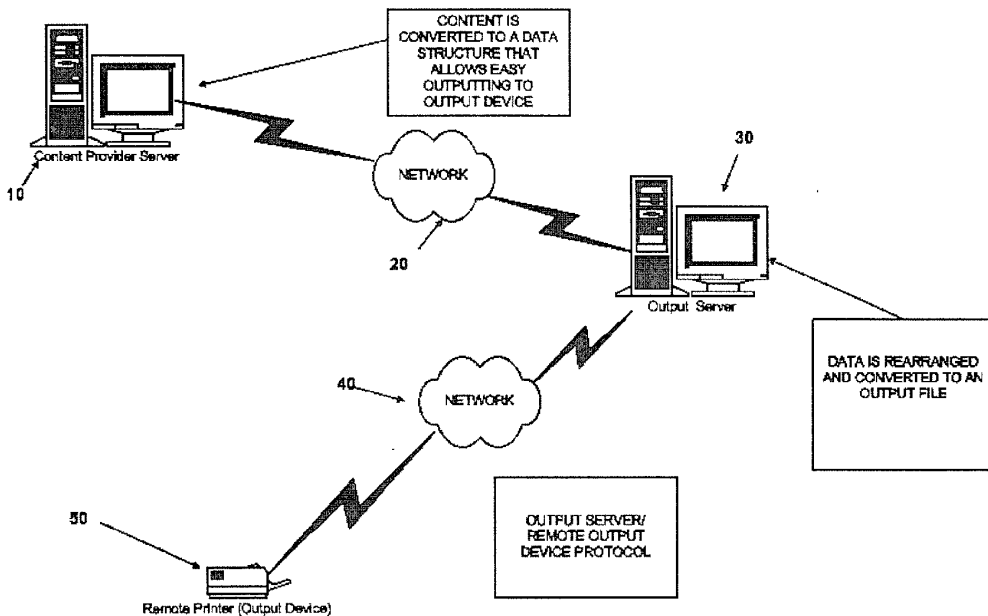 CONTENT IS
CONVERTED TO A DATA
STRUCTURE THAT
ALLOWS EASY
OUTPUTTING TO
OUTPUT DEVICE
Content Provider Server
10
NETWORK
20
30
Output Server
DATA IS REARRANGED
AND CONVERTED TO AN
OUTPUT FILE
40
NETWORK
OUTPUT SERVER/
REMOTE OUTPUT
DEVICE PROTOCOL
50
Remote Printer (Output Device)